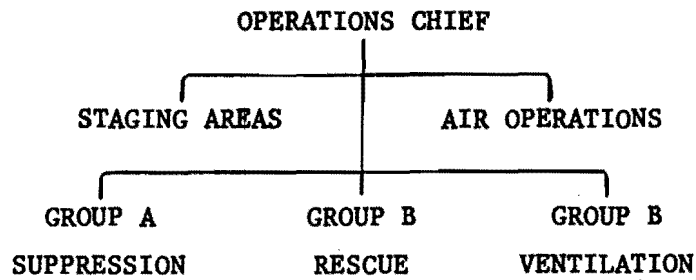 OPERATIONS CHIEF
STAGING AREAS AIR OPERATIONS
GROUP A GROUP B GROUP B
SUPPRESSION RESCUE VENTILATION